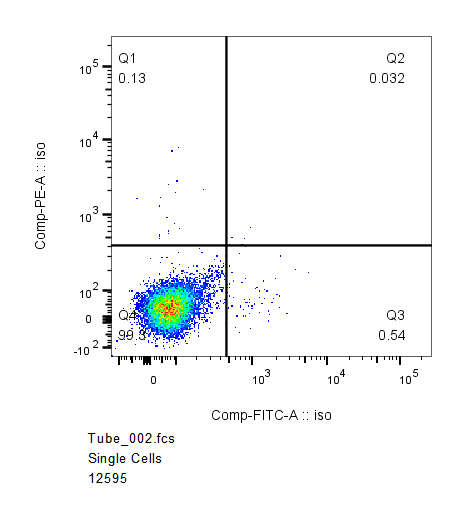 Q1
0.13
Q2
0.032
Q4
99.3
Q3
0.54
10^5
10^4
10^3
10^2
0
-10^2
Comp-PE-A :: iso
0
10^3
10^4
10^5
Comp-FITC-A :: iso
Tube_002.fcs
Single Cells
12595